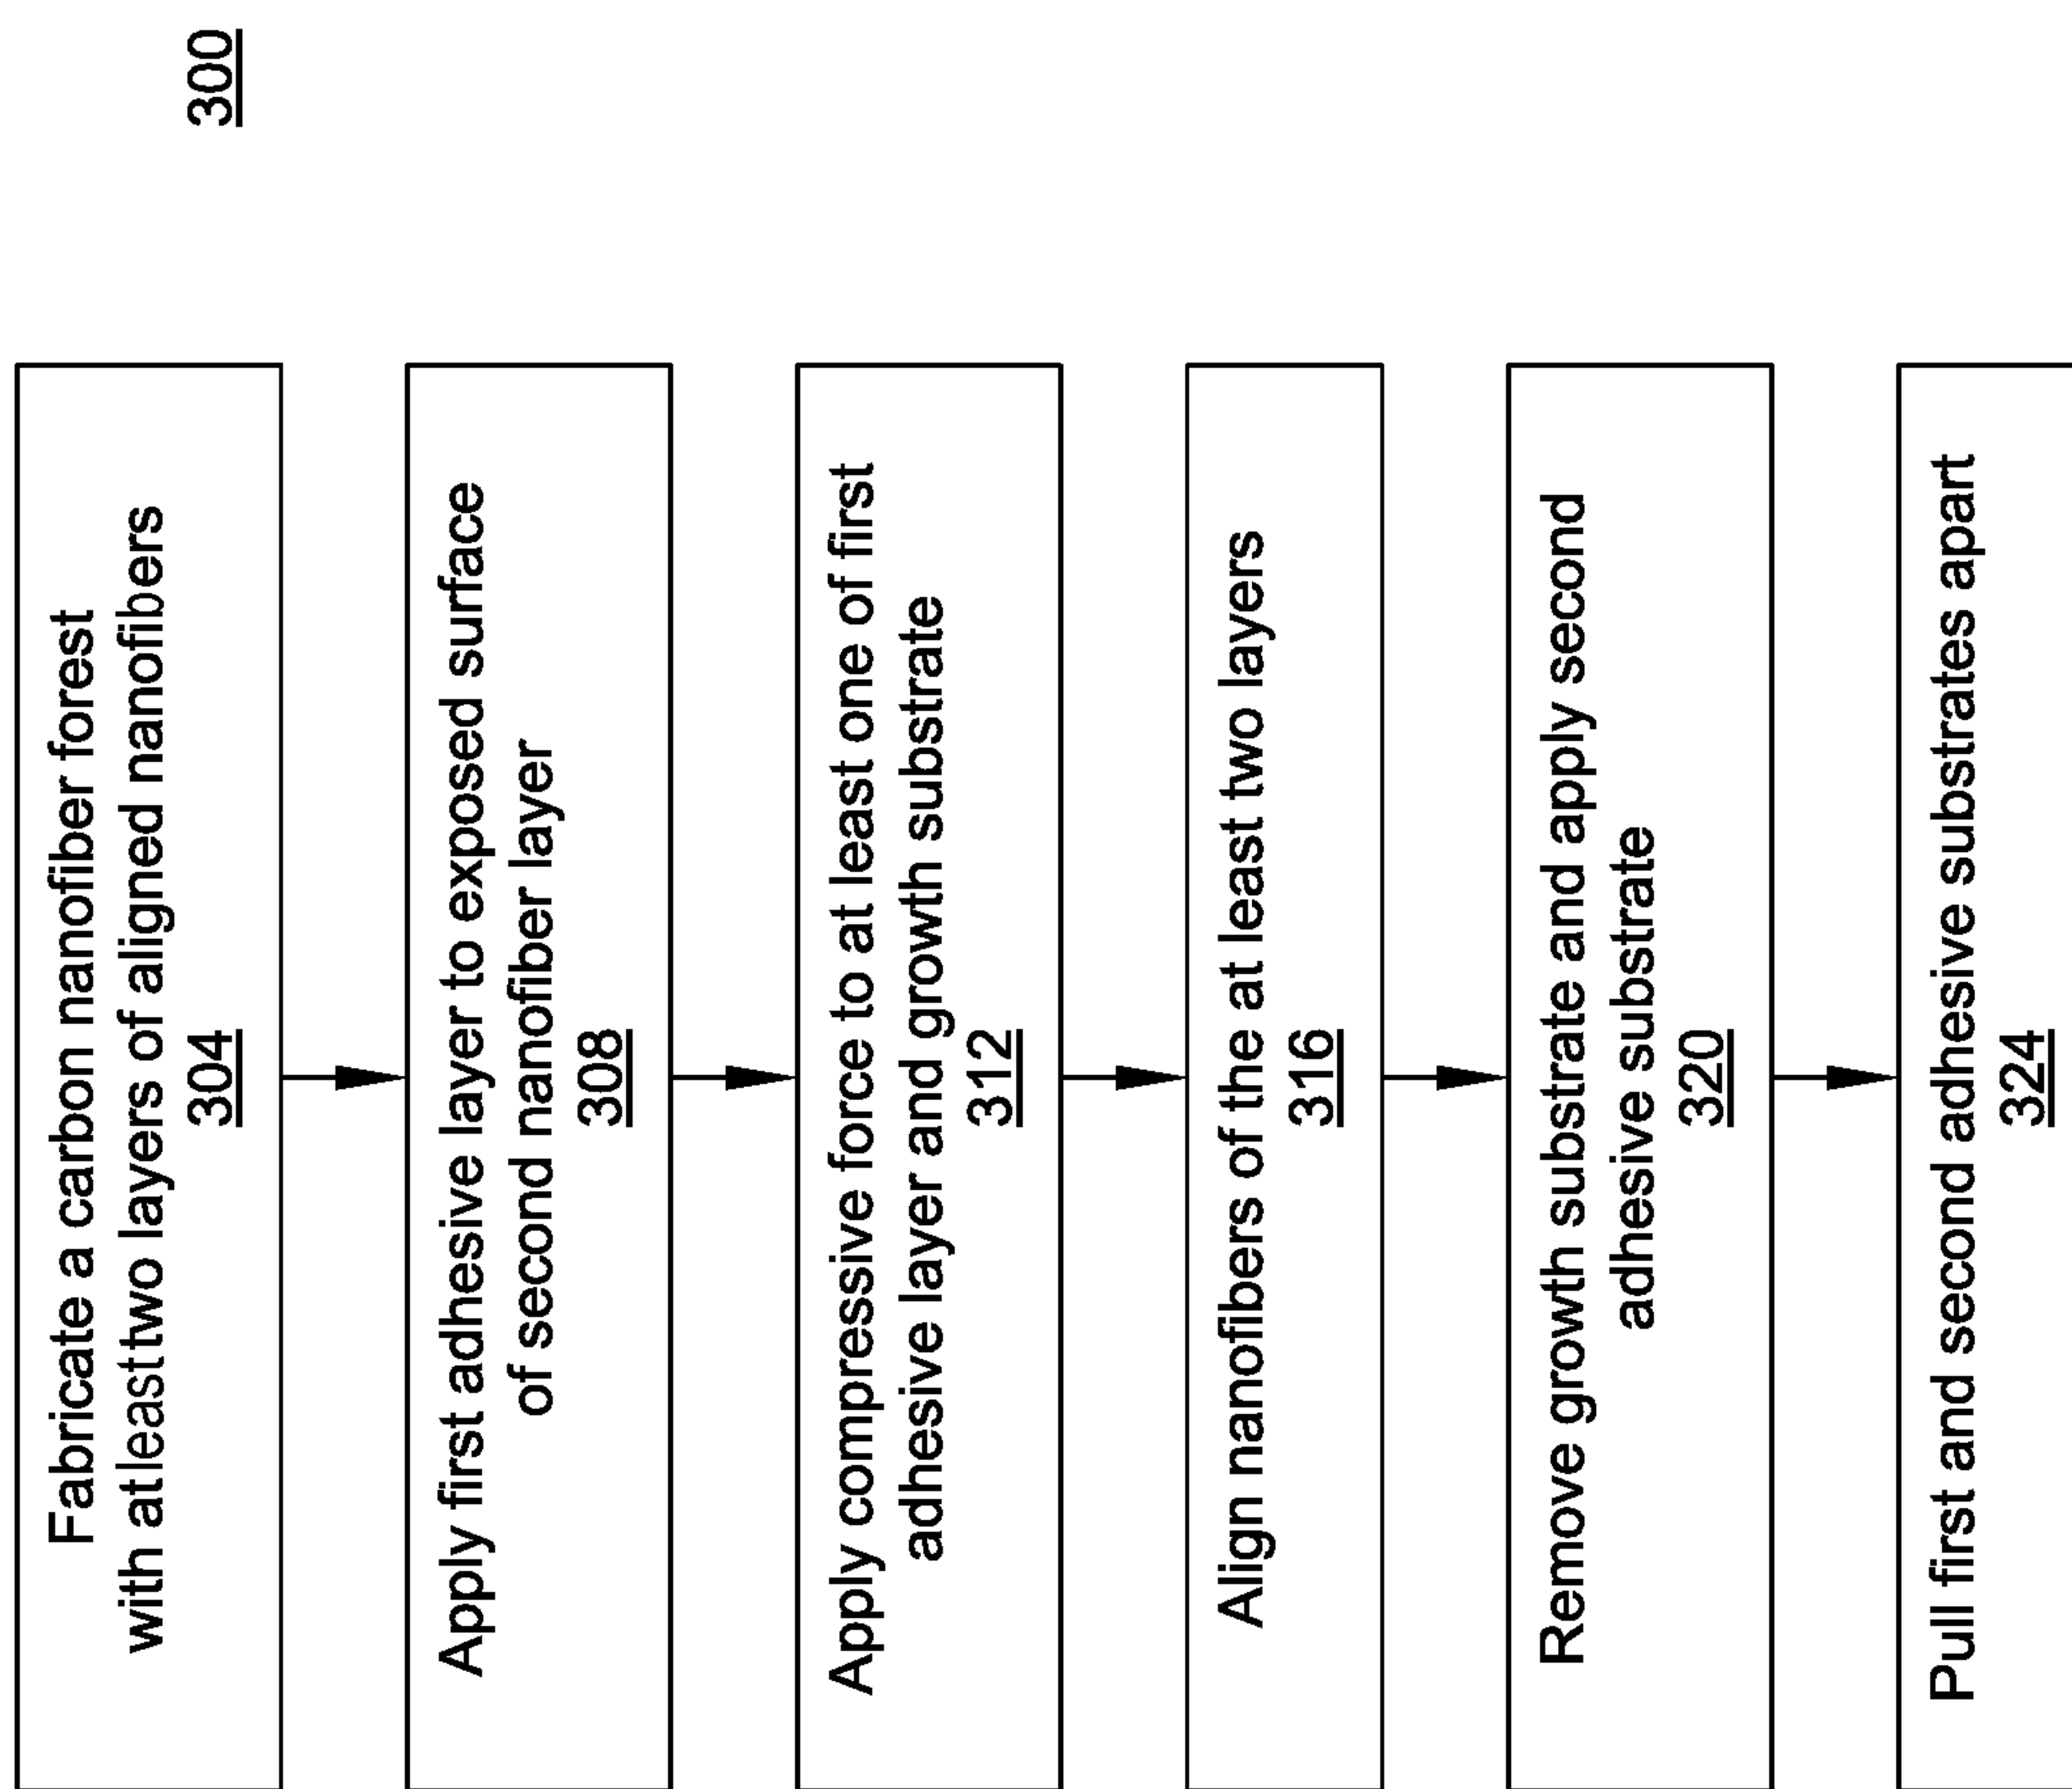 300
Fabricate a carbon nanofiber forest
with atleasttwo layers of aligned nanofibers
304
Apply first adhesive layer to exposed surface
of second nanofiber layer
308
Apply compressive force to at least one of first
adhesive layer and growth substrate
312
Align nanofibers of the at least two layers
316
Remove growth substrate and apply second
adhesive substrate
320
Pull first and second adhesive substrates apart
324